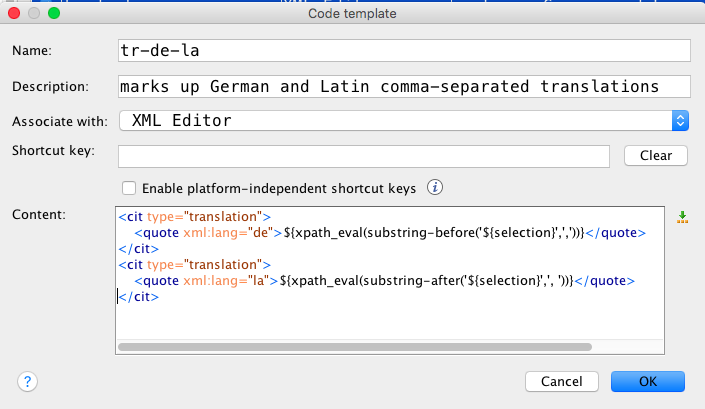 Code template
Name: tr-de-la
Description: marks up German and Latin comma-separated translations
Associate with: XML Editor
Shortcut key: Clear
Enable platform-independent shortcut keys i
Content:
<cit type="translation">
<quote xml:lang="de">${xpath_eval(substring-before('${selection}',','))}</quote>
</cit>
<cit type="translation">
<quote xml:lang="la">${xpath_eval(substring-after('${selection}',', '))}</quote>
</cit>
? Cancel OK